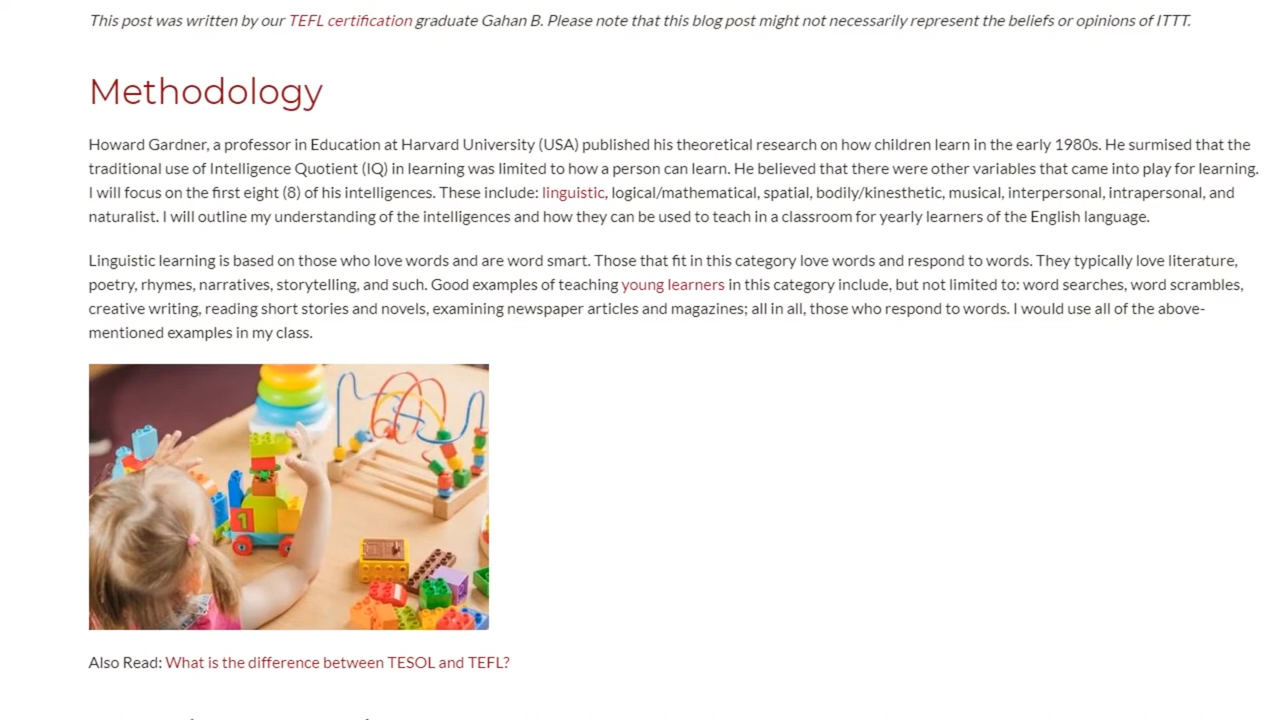 This post was written by our TEFL certification graduate Gahan B. Please note that this blog post might not necessarily represent the beliefs or opinions of ITTT.
Methodology
Howard Gardner, a professor in Education at Harvard University (USA) published his theoretical research on how children learn in the early 1980s. He surmised that the
traditional use of Intelligence Quotient (IQ) in learning was limited to how a person can learn. He believed that there were other variables that came into play for learning.
I will focus on the first eight (8) of his intelligences. These include: linguistic, logical/mathematical, spatial, bodily/kinesthetic, musical, interpersonal, intrapersonal, and
naturalist. I will outline my understanding of the intelligences and how they can be used to teach in a classroom for yearly learners of the English language.
Linguistic learning is based on those who love words and are word smart. Those that fit in this category love words and respond to words. They typically love literature,
poetry, rhymes, narratives, storytelling, and such. Good examples of teaching young learners in this category include, but not limited to: word searches, word scrambles,
creative writing, reading short stories and novels, examining newspaper articles and magazines; all in all, those who respond to words. I would use all of the above-
mentioned examples in my class.
1
Also Read: What is the difference between TESOL and TEFL?